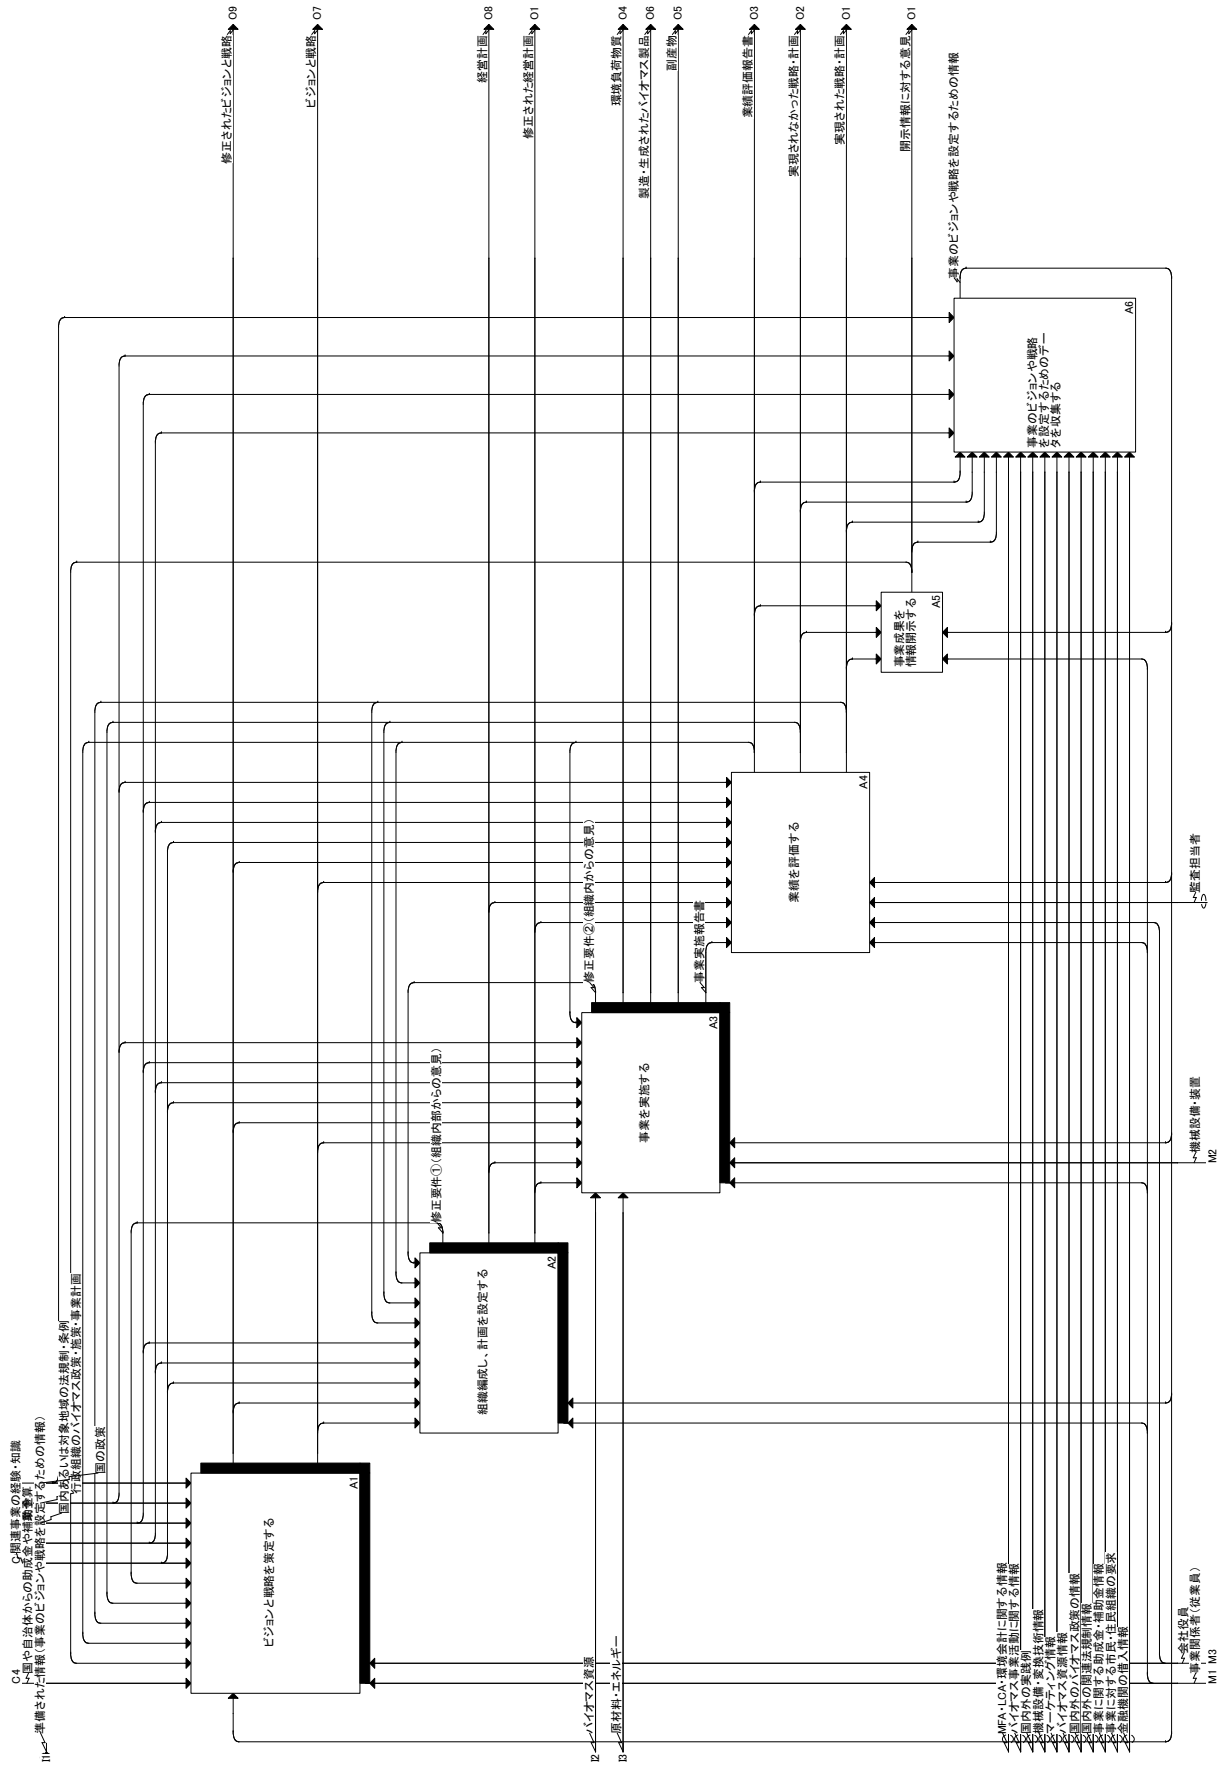 I1
準備された情報(事業のビジョンや戦略を設定するための情報)
C4
国や自治体からの助成金や補助金
関連事業の経験・知識
国内あるいは対象地域の法規制・条例
行政組織のバイオマス政策・施策・事業計画
国の政策
ビジョンと戦略を策定する
A1
修正されたビジョンと戦略
O9
ビジョンと戦略
O7
組織編成し、計画を設定する
A2
修正要件①(組織内部からの意見)
経営計画
O8
修正された経営計画
O1
I2
バイオマス資源
I3
原材料・エネルギー
事業を実施する
A3
修正要件②(組織内からの意見)
環境負荷物質
O4
製造・生成されたバイオマス製品
O6
副産物
O5
事業実施報告書
業績を評価する
A4
業績評価報告書
O3
実現されなかった戦略・計画
O2
実現された戦略・計画
O1
事業成果を
情報開示する
A5
開示情報に対する意見
O1
事業のビジョンや戦略を設定するための情報
事業のビジョンや戦略
を設定するためのデー
タを収集する
A6
MFA・LCA・環境会計に関する情報
バイオマス事業活動に関する情報
国内外の実践例
機械設備・変換技術情報
マーケティング情報
バイオマス資源情報
国内外のバイオマス政策の情報
国内外の関連法規制情報
事業に関する助成金・補助金情報
事業に対する市民・住民組織の要求
金融機関の借入情報
会社役員
M3
事業関係者(従業員)
M1
機械設備・装置
M2
監査担当者